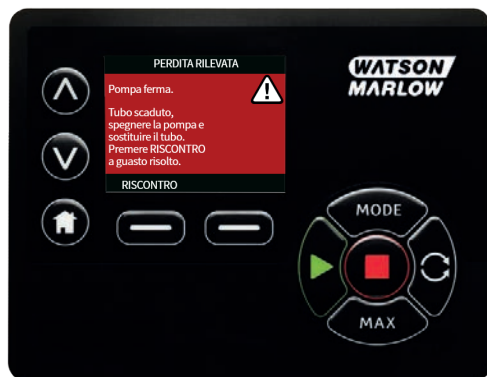 PERDITA RILEVATA
Pompa ferma.
Tubo scaduto,
spegnere la pompa e
sostituire il tubo.
Premere RISCONTRO
a guasto risolto.
RISCONTRO
WATSON
MARLOW
MODE
MAX